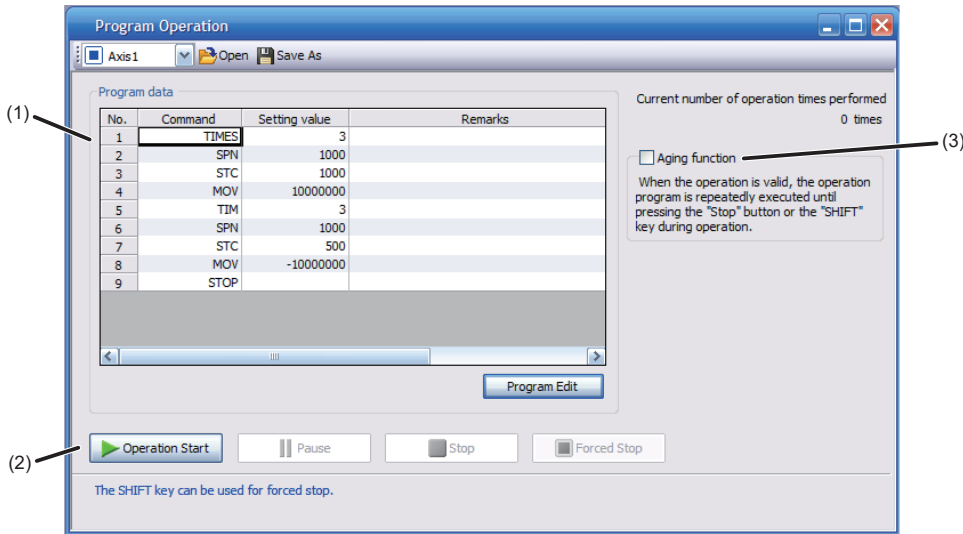 Program Operation
Axis1 Open Save As
Program data
(1)
No. Command Setting value Remarks
1 TIMES 3
2 SPN 1000
3 STC 1000
4 MOV 10000000
5 TIM 3
6 SPN 1000
7 STC 500
8 MOV -10000000
9 STOP
Program Edit
Current number of operation times performed
0 times
(3)
Aging function
When the operation is valid, the operation
program is repeatedly executed until
pressing the "Stop" button or the "SHIFT"
key during operation.
(2)
Operation Start Pause Stop Forced Stop
The SHIFT key can be used for forced stop.